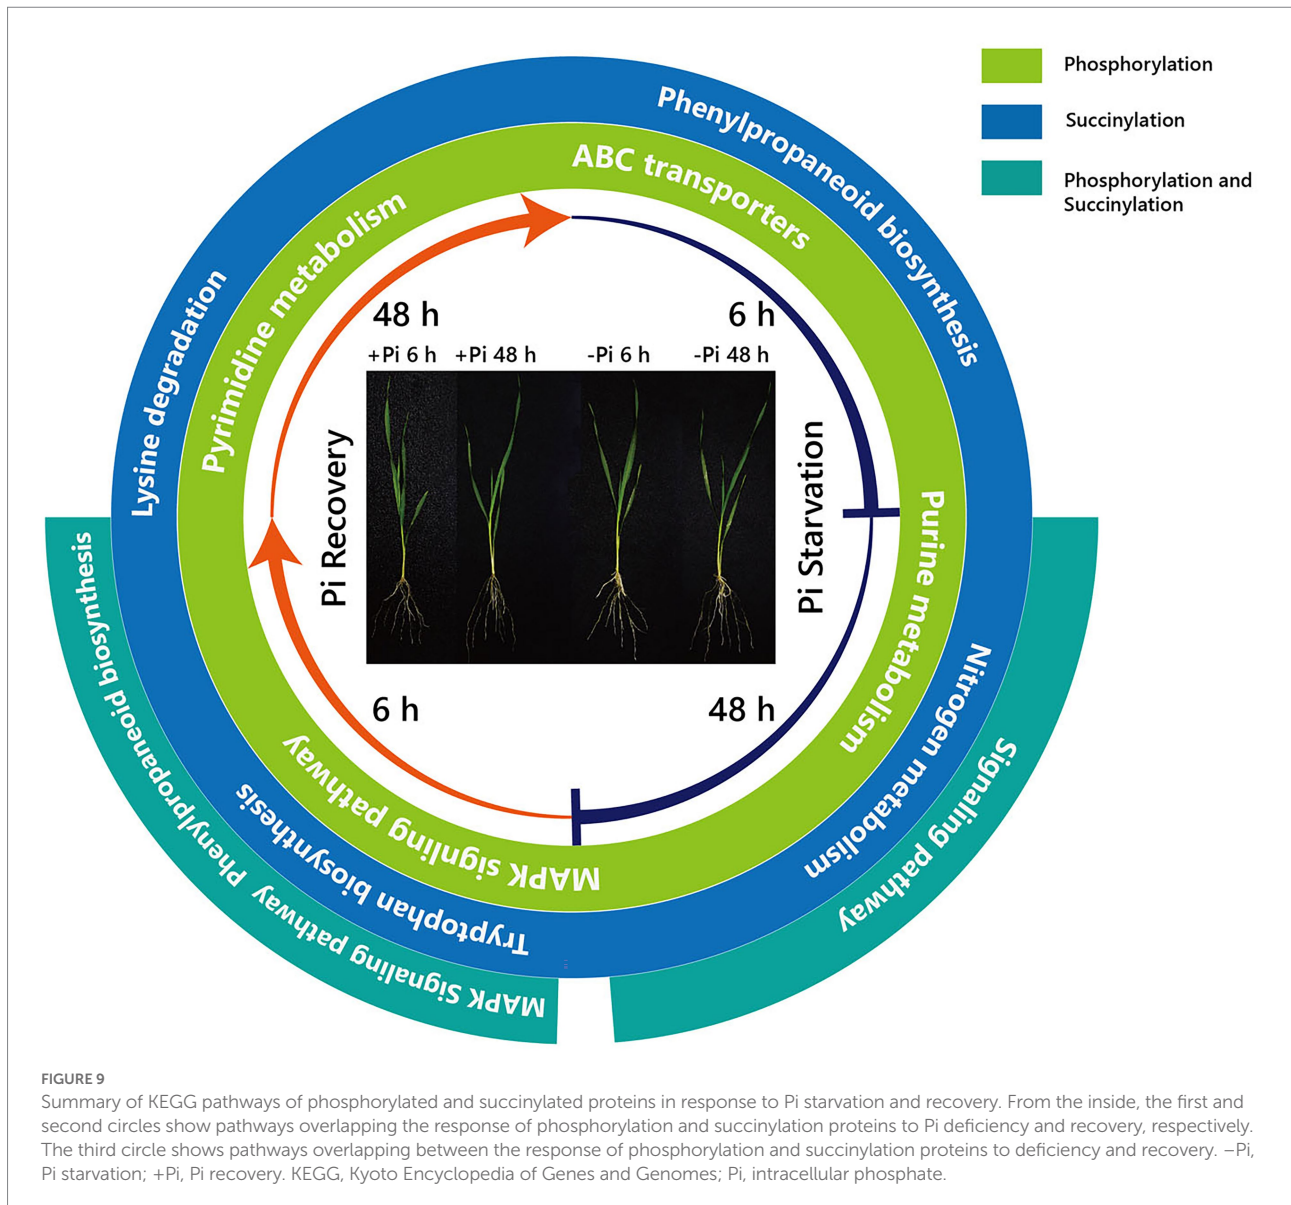 Phosphorylation
Succinylation
Phosphorylation and
Succinylation
Phenylpropaneoid biosynthesis
ABC transporters
Pyrimidine metabolism
Lysine degradation
48 h
6 h
+Pi 6 h
+Pi 48 h
-Pi 6 h
-Pi 48 h
Pi Recovery
Pi Starvation
6 h
48 h
Purine metabolism
Nitrogen metabolism
Signaling pathway
MAPK signling pathway
Tryptophan biosynthesis
MAPK Signaling pathway
Phenylpropaneoid biosynthesis
FIGURE 9
Summary of KEGG pathways of phosphorylated and succinylated proteins in response to Pi starvation and recovery. From the inside, the first and
second circles show pathways overlapping the response of phosphorylation and succinylation proteins to Pi deficiency and recovery, respectively.
The third circle shows pathways overlapping between the response of phosphorylation and succinylation proteins to deficiency and recovery. −Pi,
Pi starvation; +Pi, Pi recovery. KEGG, Kyoto Encyclopedia of Genes and Genomes; Pi, intracellular phosphate.